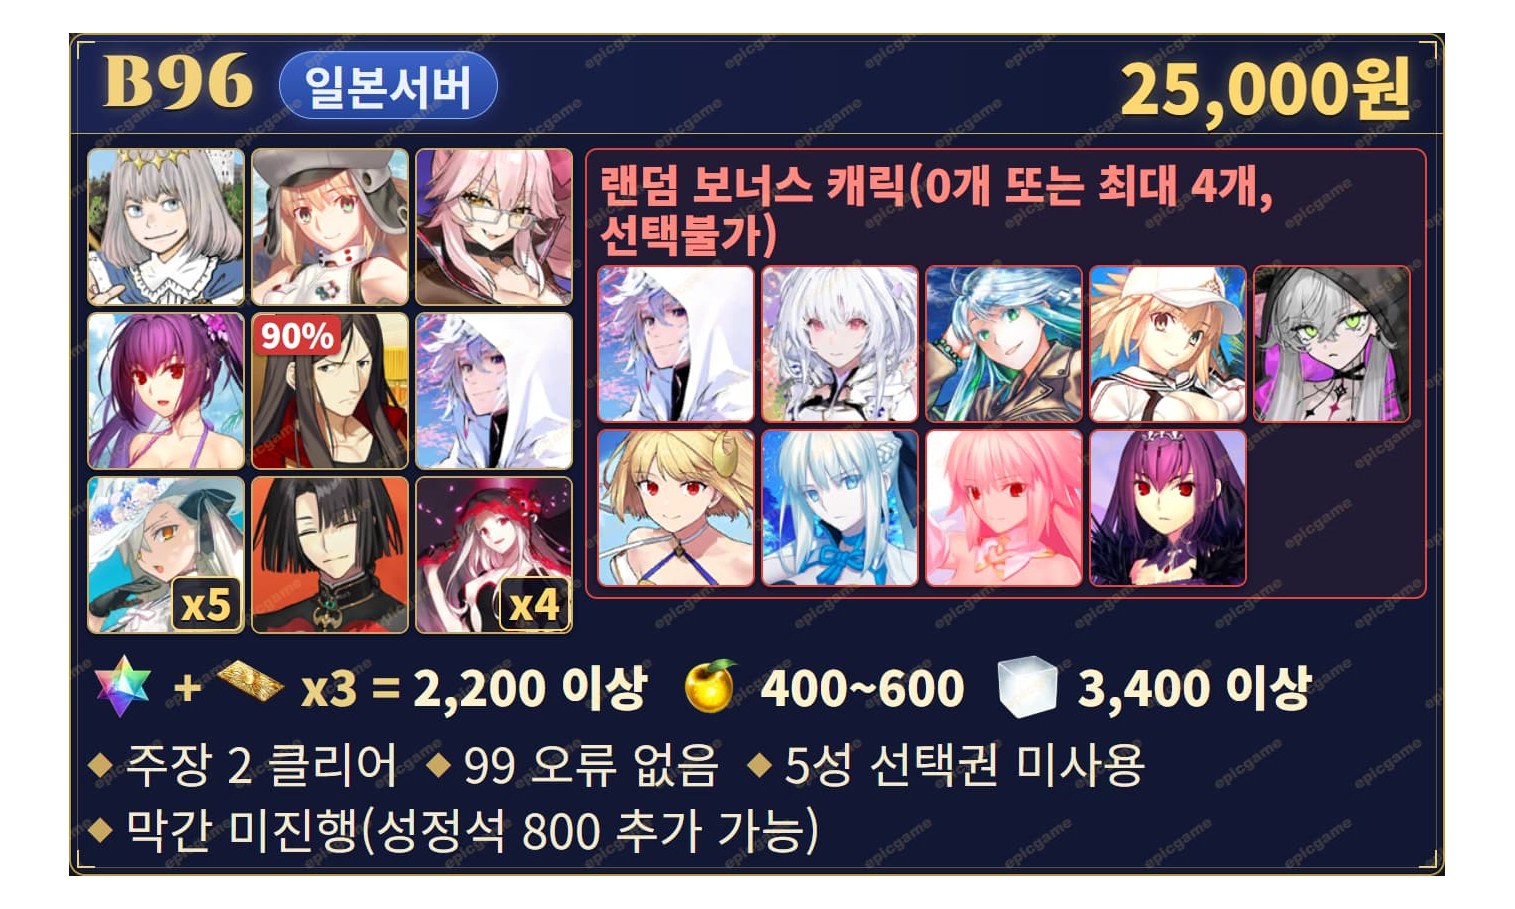 B96 일본서버 25,000원
랜덤 보너스 캐릭(0개 또는 최대 4개,
선택불가)
90%
x5
x4
+ x3 = 2,200 이상 400~600 3,400 이상
◆ 주장 2 클리어 ◆ 99 오류 없음 ◆ 5성 선택권 미사용
◆ 막간 미진행(성정석 800 추가 가능)
epicgame